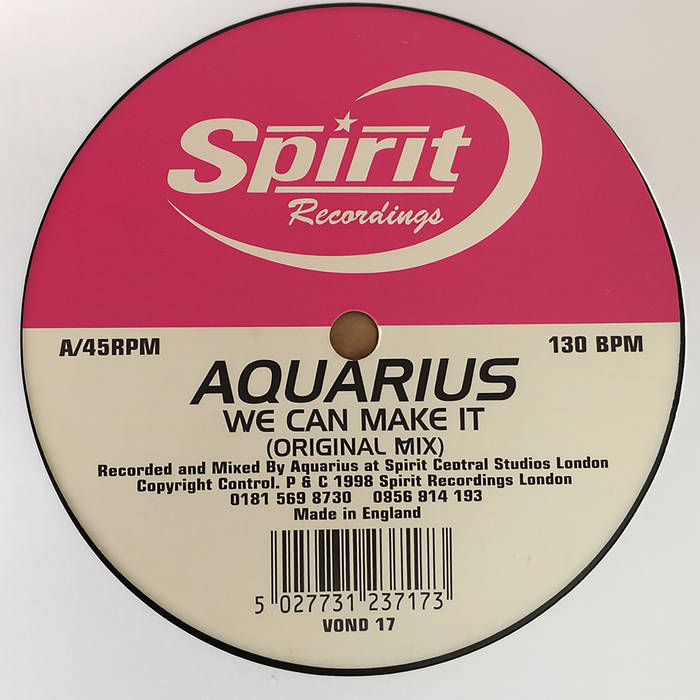 Spirit
Recordings
A/45RPM
130 BPM
AQUARIUS
WE CAN MAKE IT
(ORIGINAL MIX)
Recorded and Mixed By Aquarius at Spirit Central Studios London
Copyright Control. P & C 1998 Spirit Recordings London
0181 569 8730 0856 814 193
Made in England
5 027731 237173
VOND 17